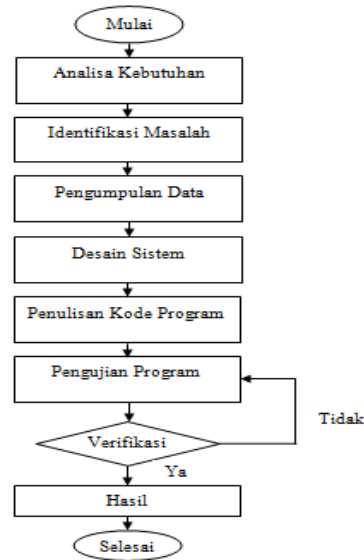 Mulai
Analisa Kebutuhan
Identifikasi Masalah
Pengumpulan Data
Desain Sistem
Penulisan Kode Program
Pengujian Program
Tidak
Verifikasi
Ya
Hasil
Selesai